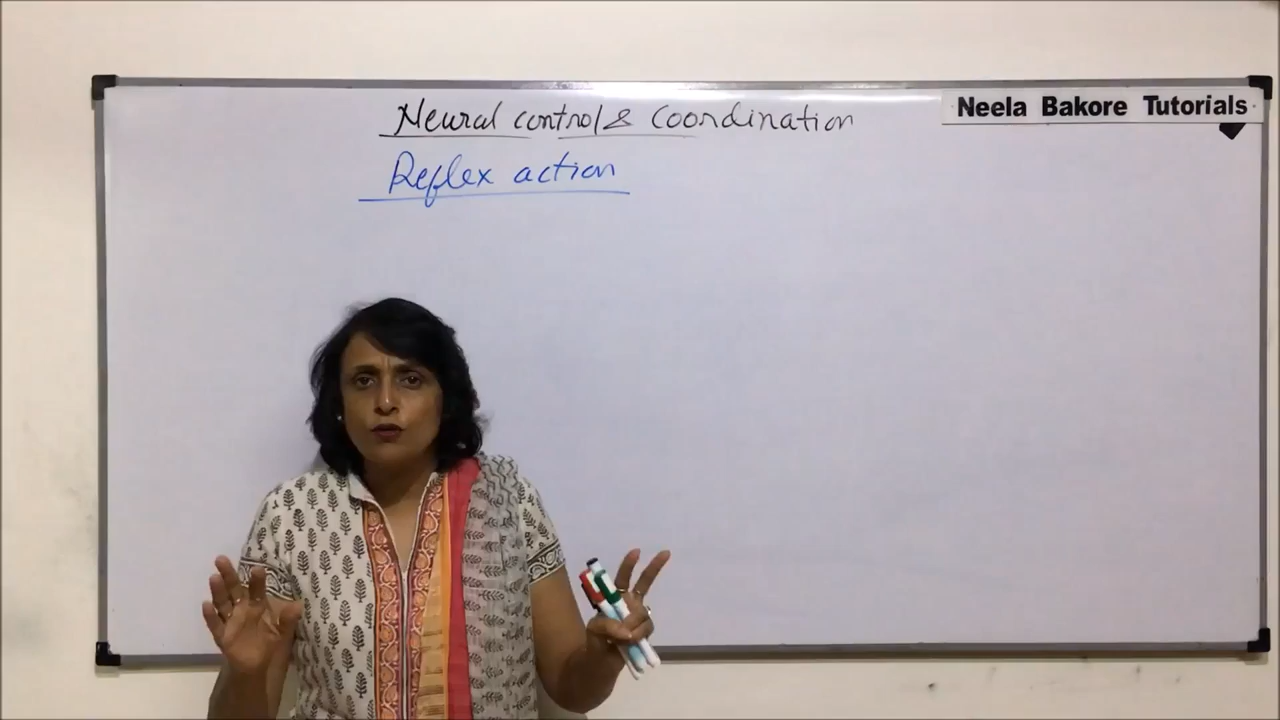 Neural control & Coordination
Neela Bakore Tutorials
Reflex action